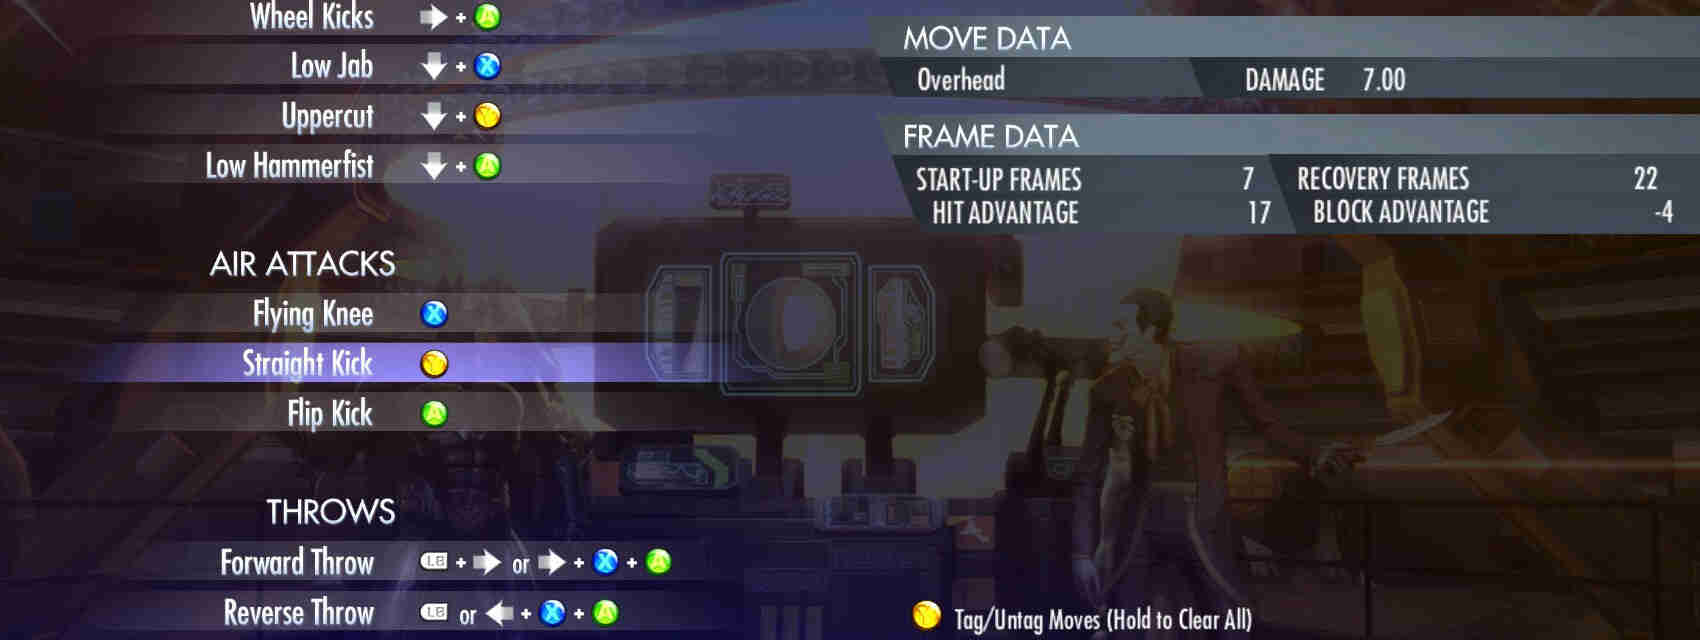 Wheel Kicks + A
Low Jab + X
Uppercut + Y
Low Hammerfist + A
AIR ATTACKS
Flying Knee X
Straight Kick Y
Flip Kick A
THROWS
Forward Throw LB + or + X + A
Reverse Throw LB or + X + A
MOVE DATA
Overhead DAMAGE 7.00
FRAME DATA
START-UP FRAMES 7 RECOVERY FRAMES 22
HIT ADVANTAGE 17 BLOCK ADVANTAGE -4
Y Tag/Untag Moves (Hold to Clear All)